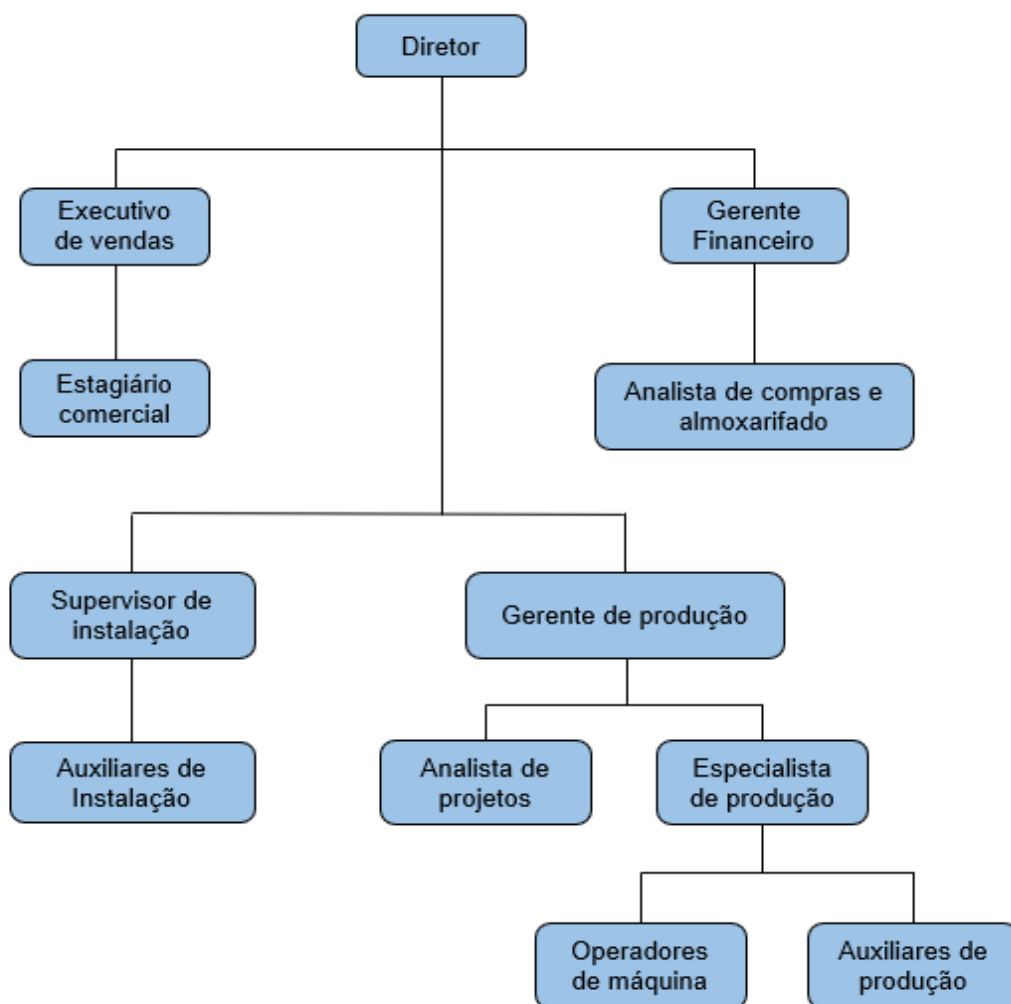 Diretor
Executivo
de vendas
Gerente
Financeiro
Estagiário
comercial
Analista de compras e
almoxarifado
Supervisor de
instalação
Gerente de produção
Auxiliares de
Instalação
Analista de
projetos
Especialista
de produção
Operadores
de máquina
Auxiliares de
produção